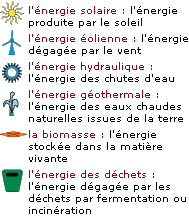 l'énergie solaire : l'énergie
produite par le soleil
l'énergie éolienne : l'énergie
dégagée par le vent
l'énergie hydraulique :
l'énergie des chutes d'eau
l'énergie géothermale :
l'énergie des eaux chaudes
naturelles issues de la terre
la biomasse : l'énergie
stockée dans la matière
vivante
l'énergie des déchets :
l'énergie dégagée par les
déchets par fermentation ou
incinération